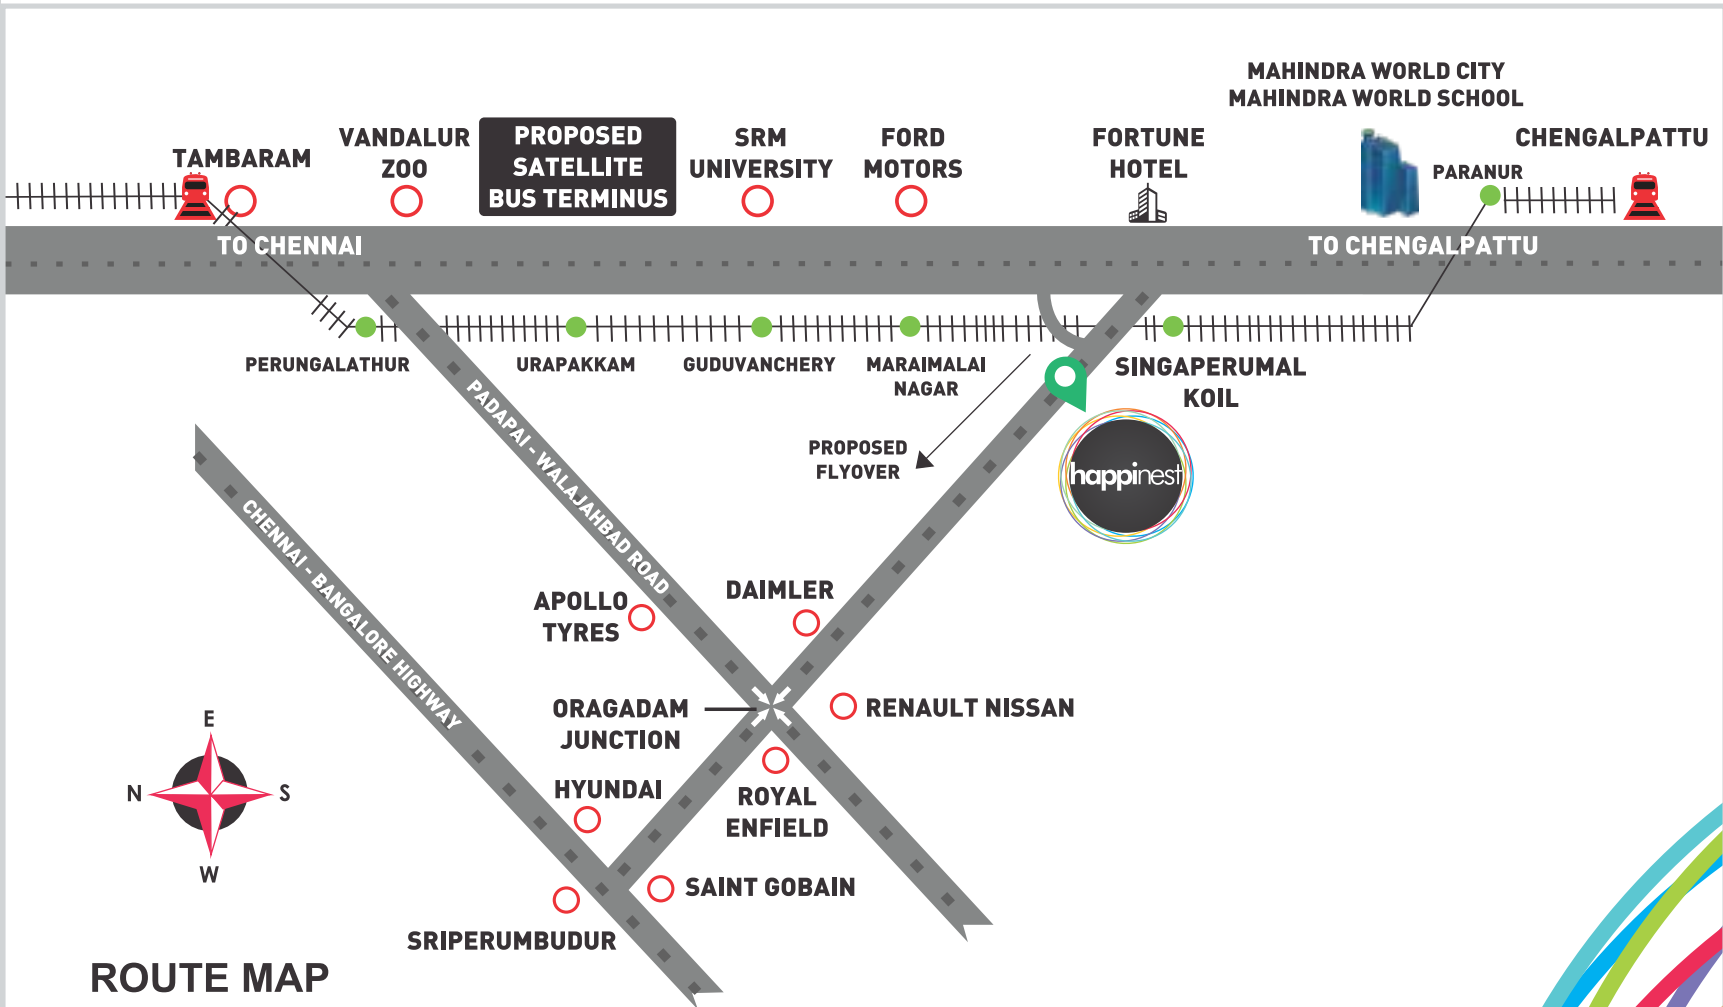 MAHINDRA WORLD CITY
MAHINDRA WORLD SCHOOL
TAMBARAM
VANDALUR
ZOO
PROPOSED
SATELLITE
BUS TERMINUS
SRM
UNIVERSITY
FORD
MOTORS
FORTUNE
HOTEL
PARANUR
CHENGALPATTU
TO CHENNAI
TO CHENGALPATTU
PERUNGALATHUR
URAPAKKAM
GUDUVANCHERY
MARAIMALAI
NAGAR
SINGAPERUMAL
KOIL
PROPOSED
FLYOVER
happinest
PADAPAI - WALAJAHBAD ROAD
CHENNAI - BANGALORE HIGHWAY
APOLLO
TYRES
DAIMLER
ORAGADAM
JUNCTION
RENAULT NISSAN
HYUNDAI
ROYAL
ENFIELD
SAINT GOBAIN
SRIPERUMBUDUR
E
N
S
W
ROUTE MAP